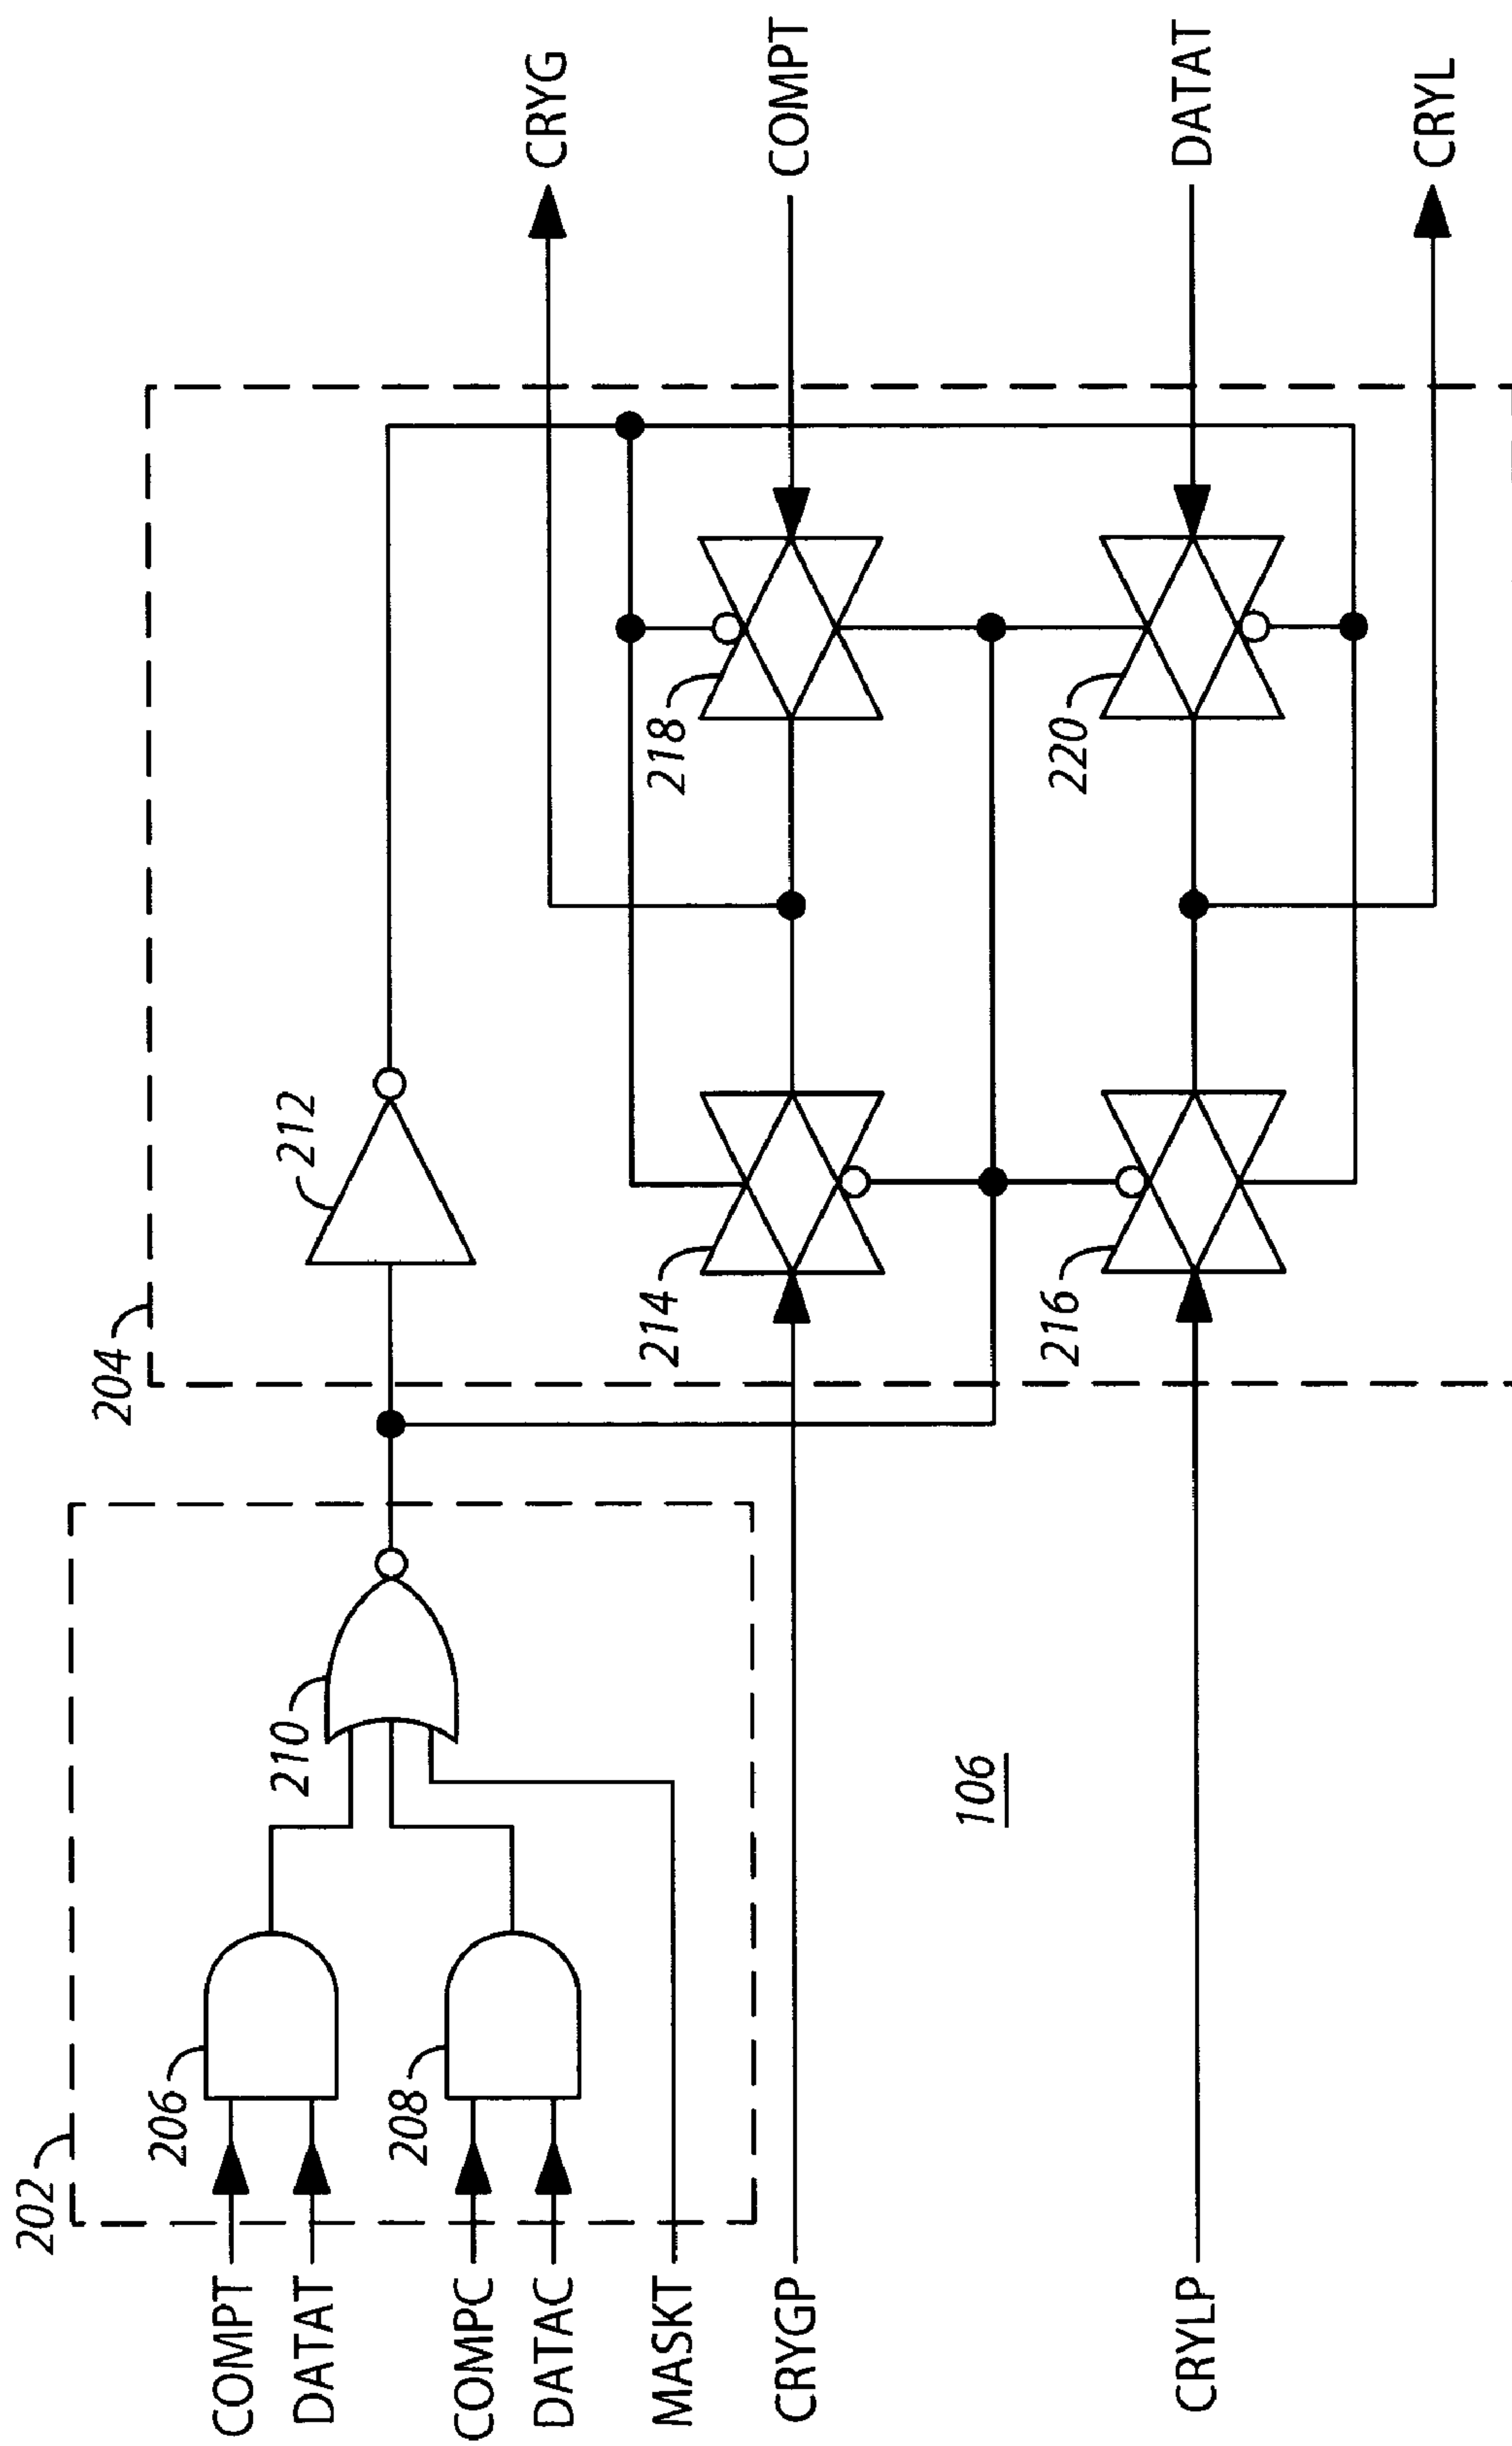 202
204
206
COMPT
DATAT
208
COMPC
DATAC
MASKT
210
212
CRYGP
CRYLP
106
214
216
218
220
CRYG
COMPT
DATAT
CRYL